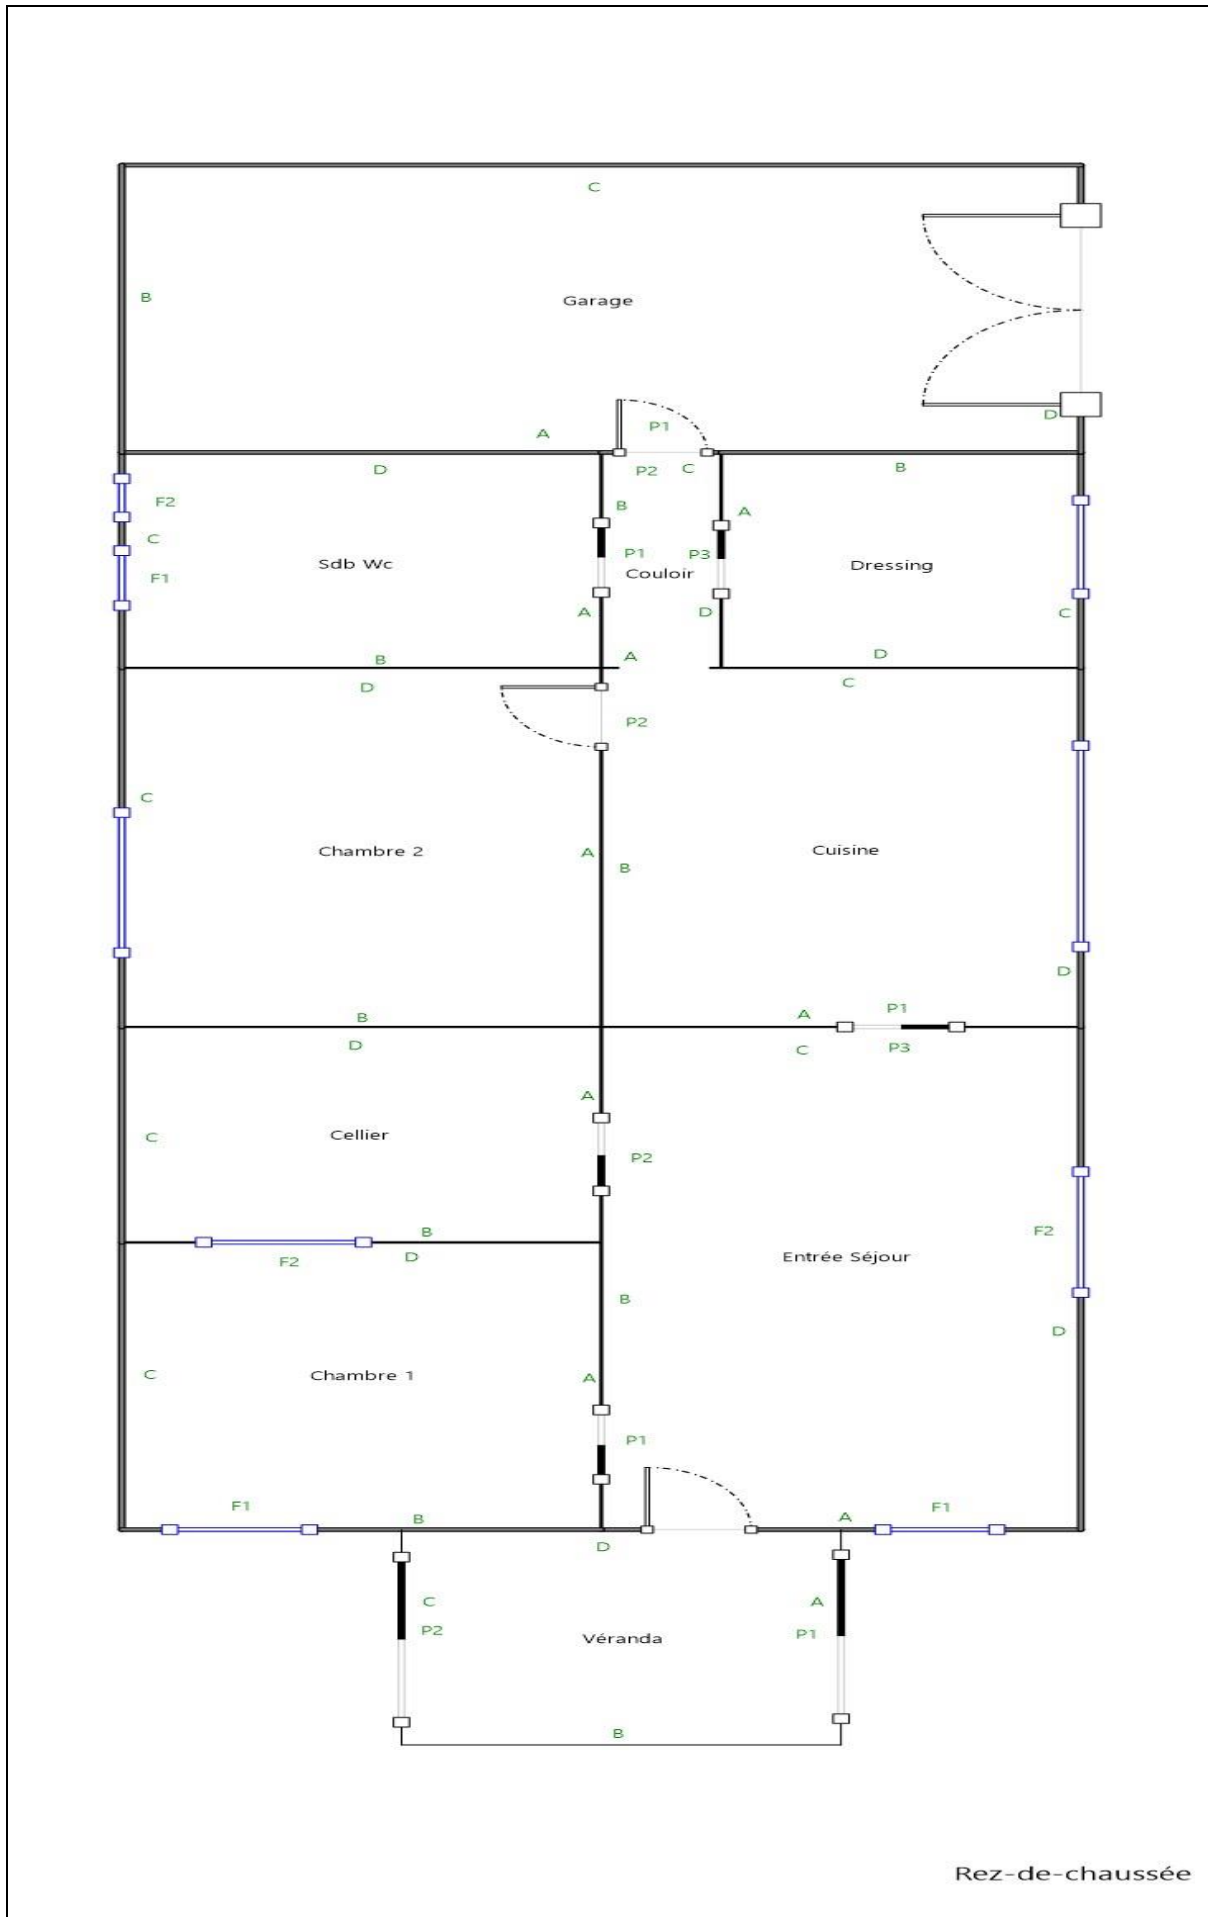 C
B
Garage
D
A
P1
D
P2
C
B
F2
B
A
C
P1
P3
Sdb Wc
Couloir
Dressing
F1
A
D
C
B
A
D
D
C
P2
C
Chambre 2
A
B
Cuisine
D
B
A
P1
D
C
P3
A
C
Cellier
P2
B
F2
F2
D
Entrée Séjour
B
D
C
Chambre 1
A
P1
F1
F1
B
A
D
C
A
P2
Véranda
P1
B
Rez-de-chaussée